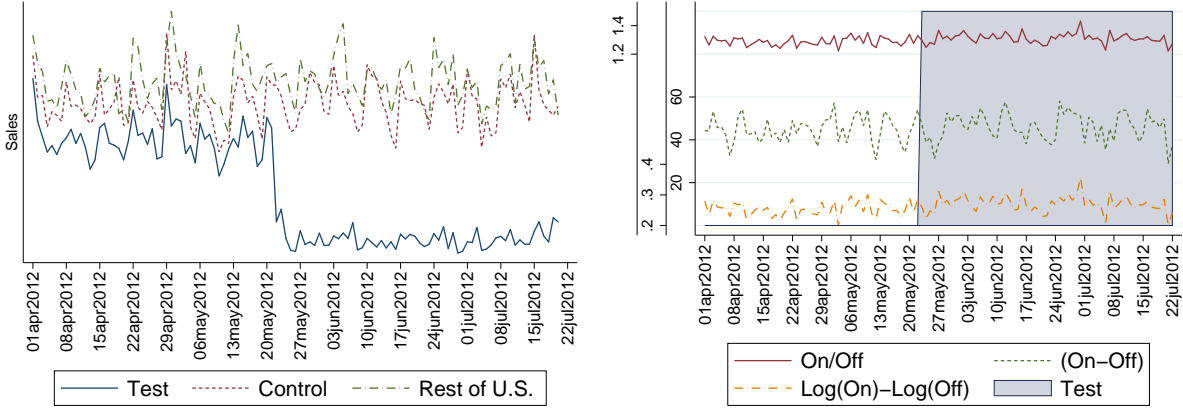 Sales
01apr2012
08apr2012
15apr2012
22apr2012
29apr2012
06may2012
13may2012
20may2012
27may2012
03jun2012
10jun2012
17jun2012
24jun2012
01jul2012
08jul2012
15jul2012
22jul2012
Test Control Rest of U.S.
1.4
1.2
60
40
20
.4
.3
.2
01apr2012
08apr2012
15apr2012
22apr2012
29apr2012
06may2012
13may2012
20may2012
27may2012
03jun2012
10jun2012
17jun2012
24jun2012
01jul2012
08jul2012
15jul2012
22jul2012
On/Off (On−Off)
Log(On)−Log(Off) Test